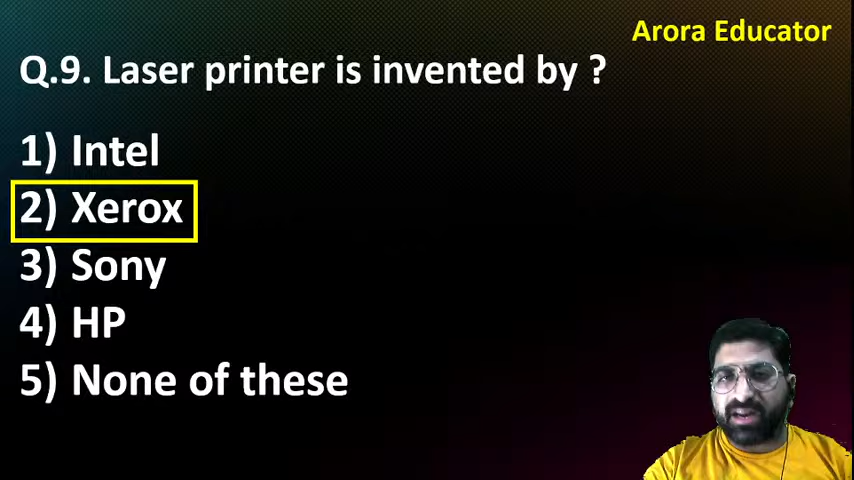 Arora Educator
Q.9. Laser printer is invented by ?
1) Intel
2) Xerox
3) Sony
4) HP
5) None of these